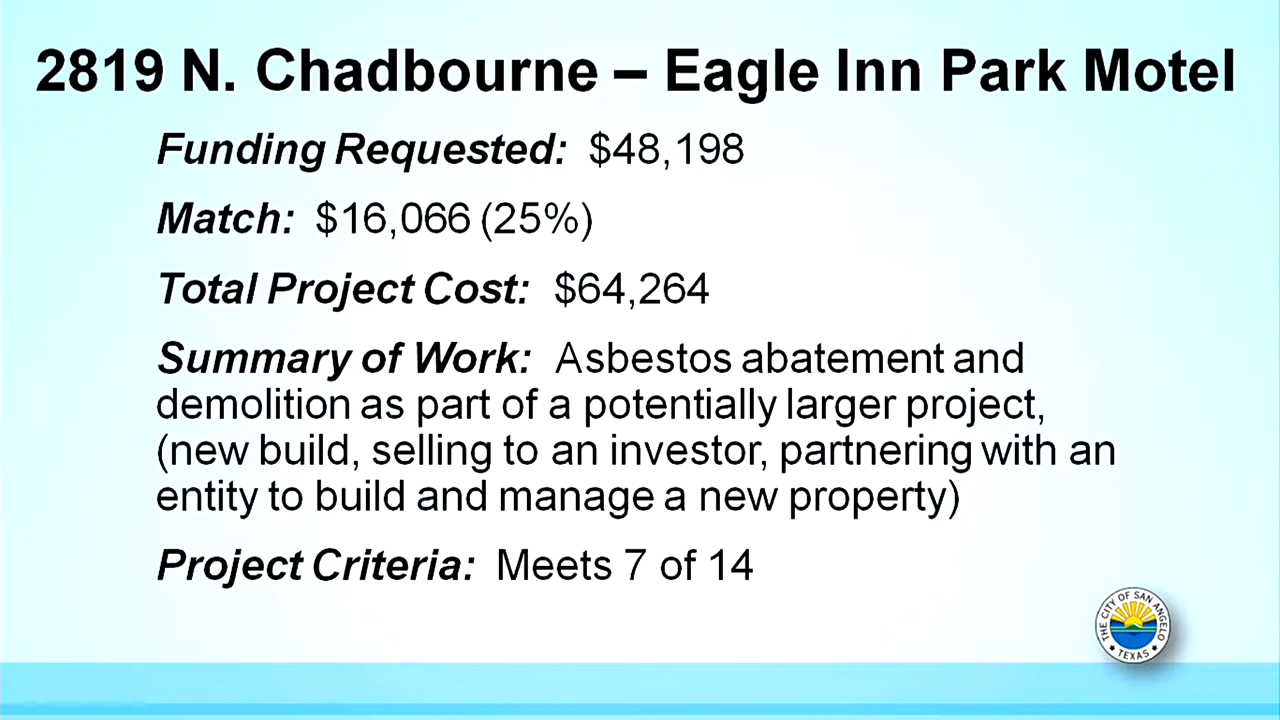 2819 N. Chadbourne – Eagle Inn Park Motel
Funding Requested: $48,198
Match: $16,066 (25%)
Total Project Cost: $64,264
Summary of Work: Asbestos abatement and
demolition as part of a potentially larger project,
(new build, selling to an investor, partnering with an
entity to build and manage a new property)
Project Criteria: Meets 7 of 14
THE CITY OF SAN ANGELO
TEXAS